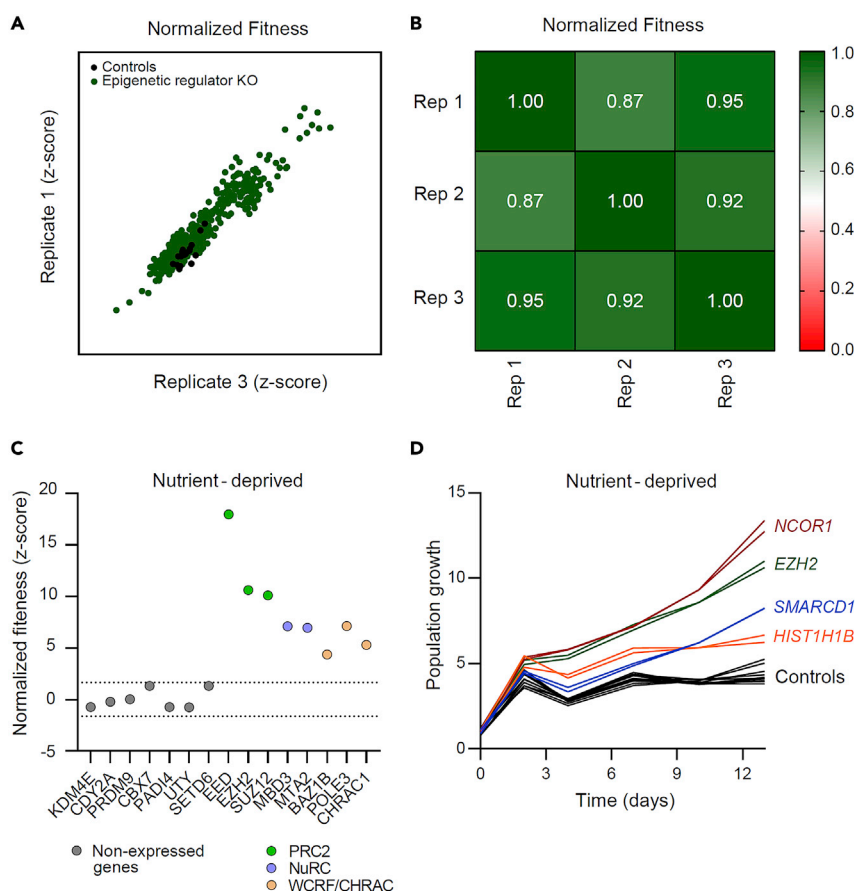 A
Normalized Fitness
Controls
Epigenetic regulator KO
Replicate 1 (z-score)
Replicate 3 (z-score)
B
Normalized Fitness
Rep 1
1.00
0.87
0.95
Rep 2
0.87
1.00
0.92
Rep 3
0.95
0.92
1.00
Rep 1
Rep 2
Rep 3
1.0
0.8
0.6
0.4
0.2
0.0
C
Nutrient - deprived
Normalized fiteness (z-score)
20
15
10
5
0
-5
KDM4E
CDY2A
PRDM9
CBX7
PADI4
UTY
SETD6
EED
EZH2
SUZ12
MBD3
MTA2
BAZ1B
POLE3
CHRAC1
Non-expressed
genes
PRC2
NuRC
WCRF/CHRAC
D
Nutrient - deprived
Population growth
15
10
5
0
0
3
6
9
12
Time (days)
NCOR1
EZH2
SMARCD1
HIST1H1B
Controls